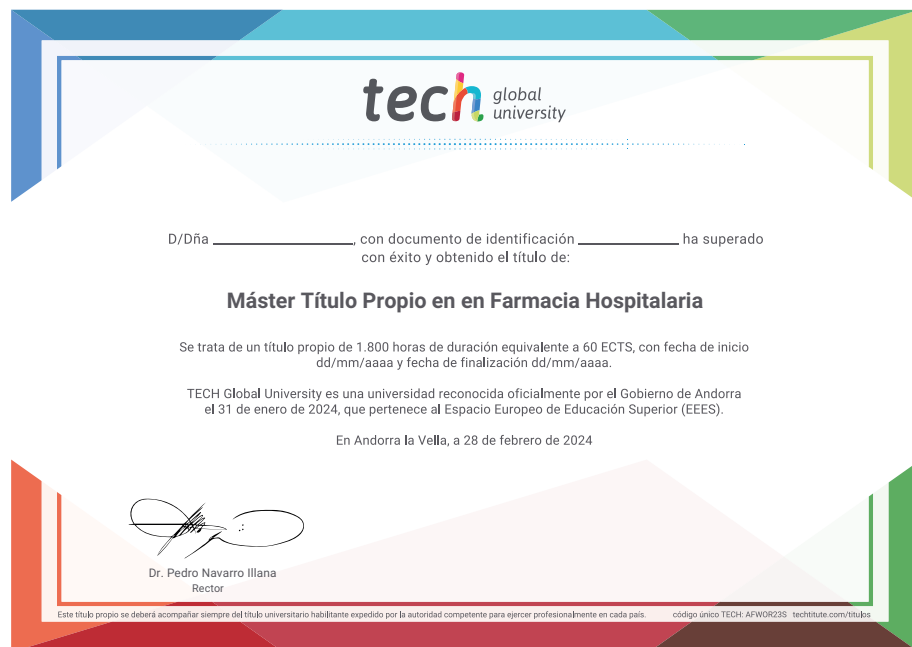 tech global
university
D/Dña ____________________, con documento de identificación ______________ ha superado
con éxito y obtenido el título de:
Máster Título Propio en en Farmacia Hospitalaria
Se trata de un título propio de 1.800 horas de duración equivalente a 60 ECTS, con fecha de inicio
dd/mm/aaaa y fecha de finalización dd/mm/aaaa.
TECH Global University es una universidad reconocida oficialmente por el Gobierno de Andorra
el 31 de enero de 2024, que pertenece al Espacio Europeo de Educación Superior (EEES).
En Andorra la Vella, a 28 de febrero de 2024
Dr. Pedro Navarro Illana
Rector
Este título propio se deberá acompañar siempre del título universitario habilitante expedido por la autoridad competente para ejercer profesionalmente en cada país. código único TECH: AFWOR23S techtitute.com/titulos